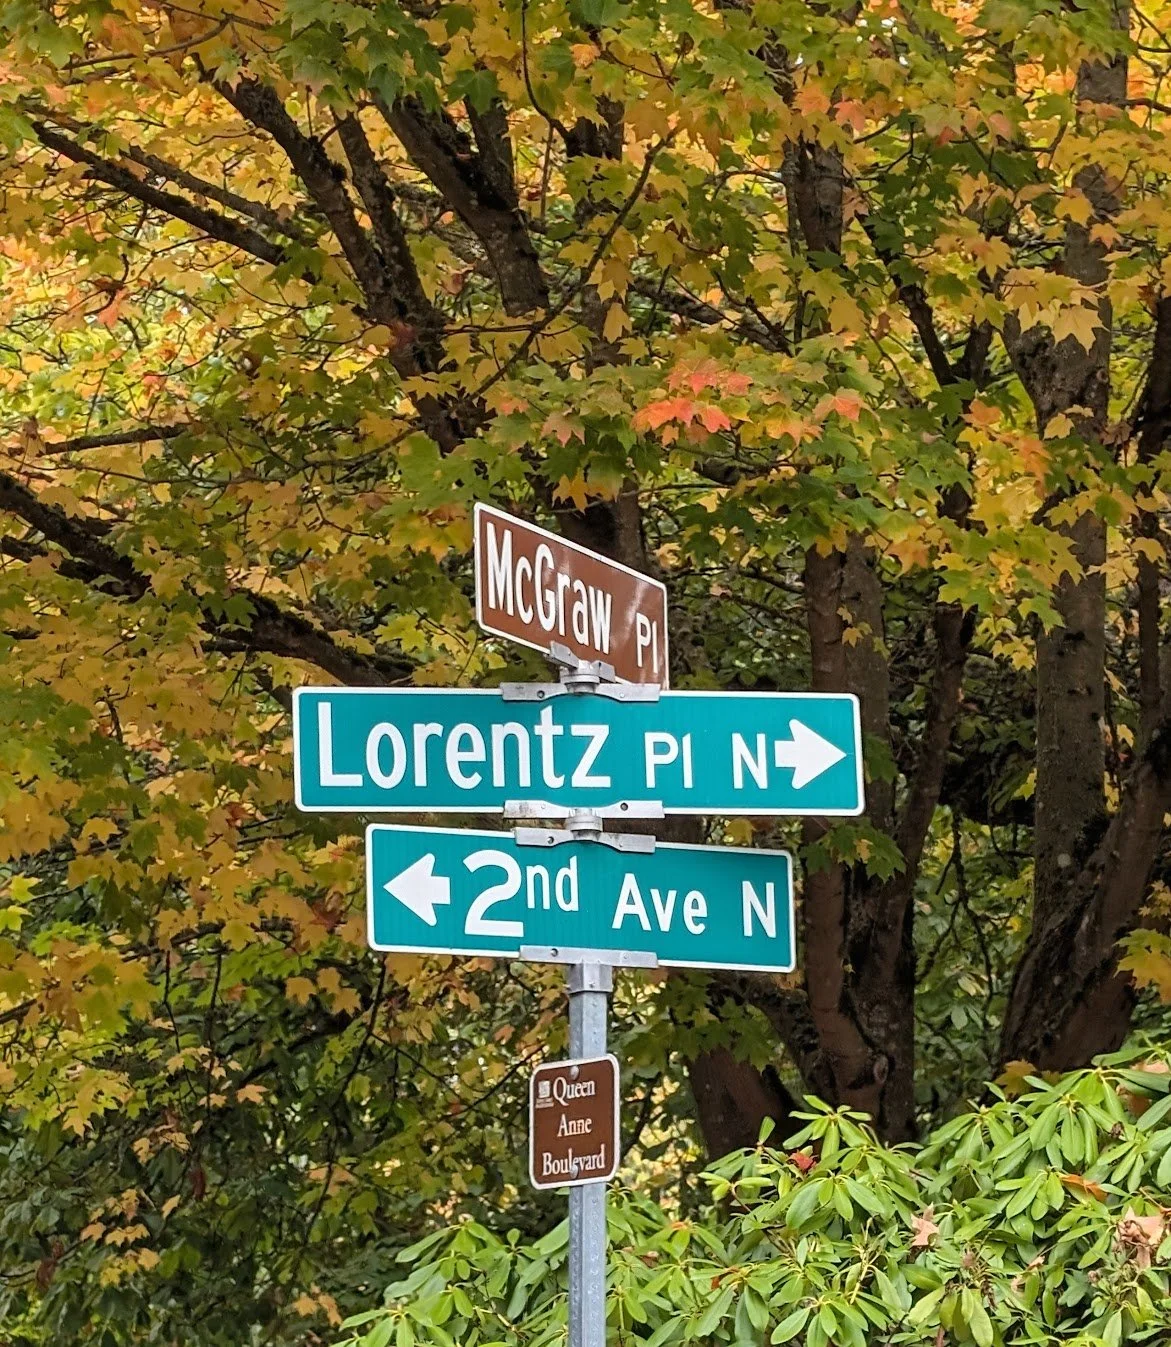 McGraw Pl
Lorentz Pl N
2nd Ave N
Queen
Anne
Boulevard